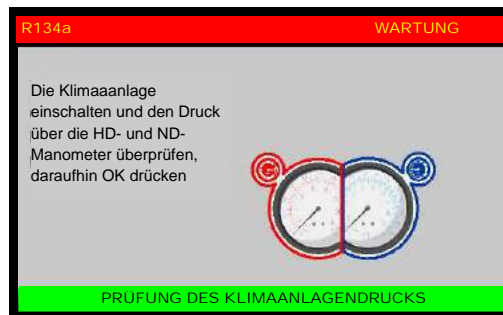 R134a WARTUNG
Die Klimaaanlage
einschalten und den Druck
über die HD- und ND-
Manometer überprüfen,
daraufhin OK drücken
PRÜFUNG DES KLIMAANLAGENDRUCKS